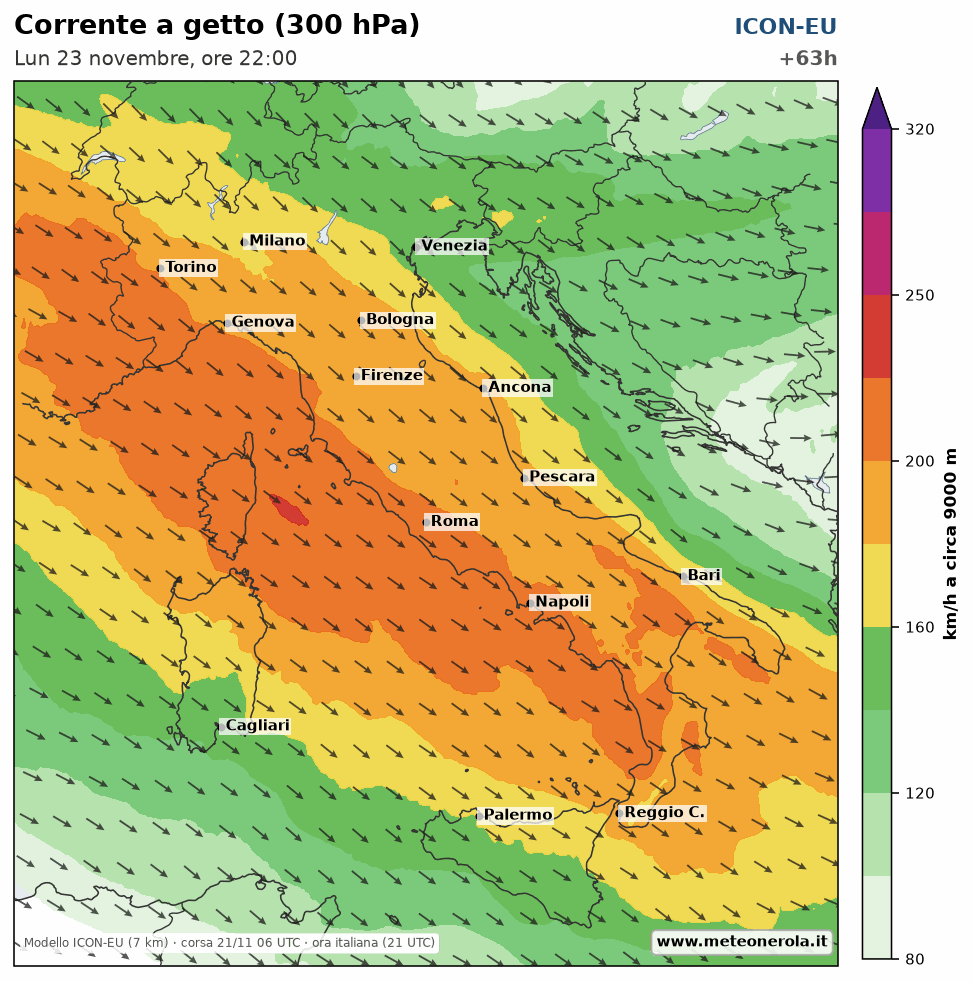 Corrente a getto (300 hPa)
ICON-EU
Lun 23 novembre, ore 22:00
+63h
Milano
Venezia
Torino
Genova
Bologna
Firenze
Ancona
Pescara
Roma
Bari
Napoli
Cagliari
Palermo
Reggio C.
320
250
200
160
120
80
km/h a circa 9000 m
Modello ICON-EU (7 km) · corsa 21/11 06 UTC · ora italiana (21 UTC)
www.meteonerola.it